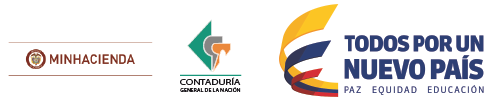 MINHACIENDA
CONTADURÍA
GENERAL DE LA NACIÓN
TODOS POR UN
NUEVO PAÍS
PAZ EQUIDAD EDUCACIÓN